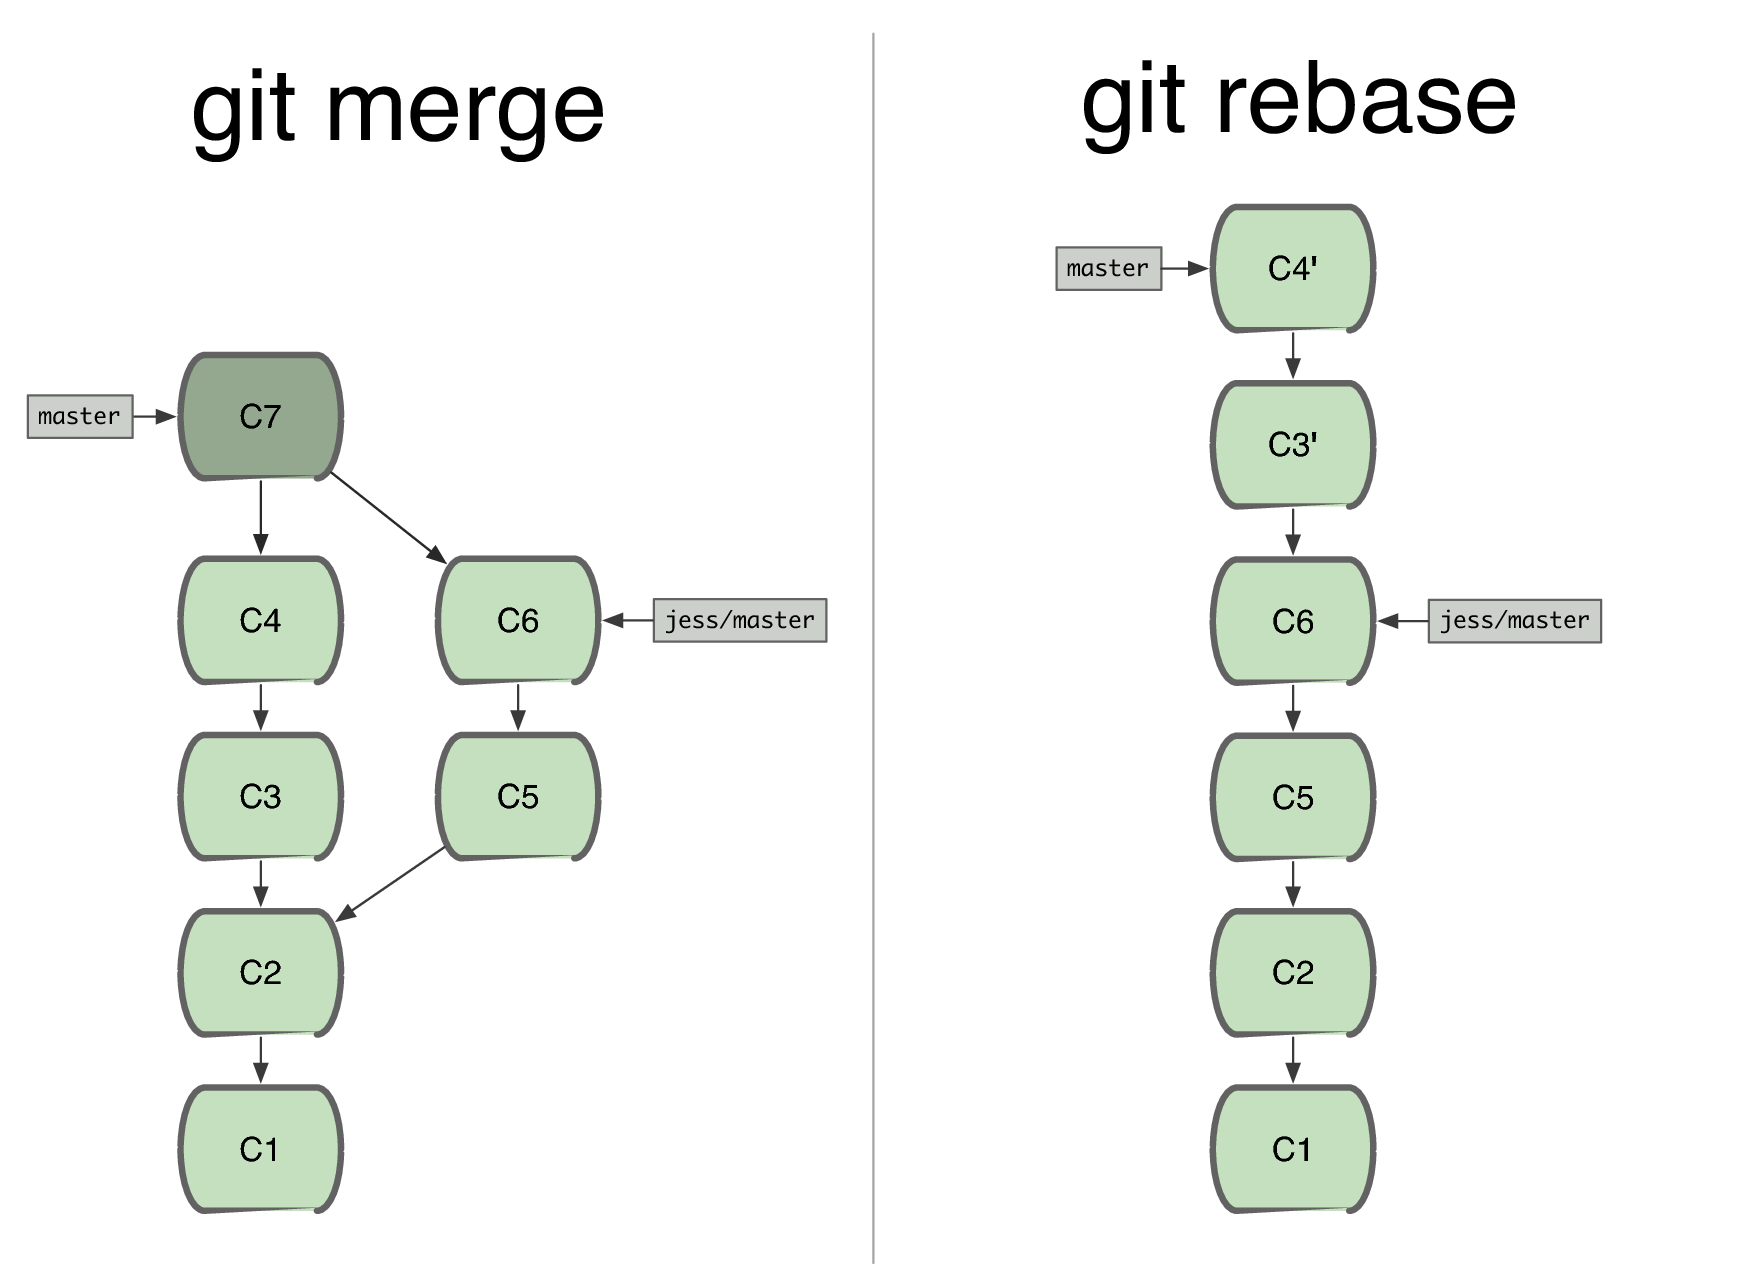 git merge
master
C7
C4
C6
jess/master
C3
C5
C2
C1
git rebase
master
C4'
C3'
C6
jess/master
C5
C2
C1